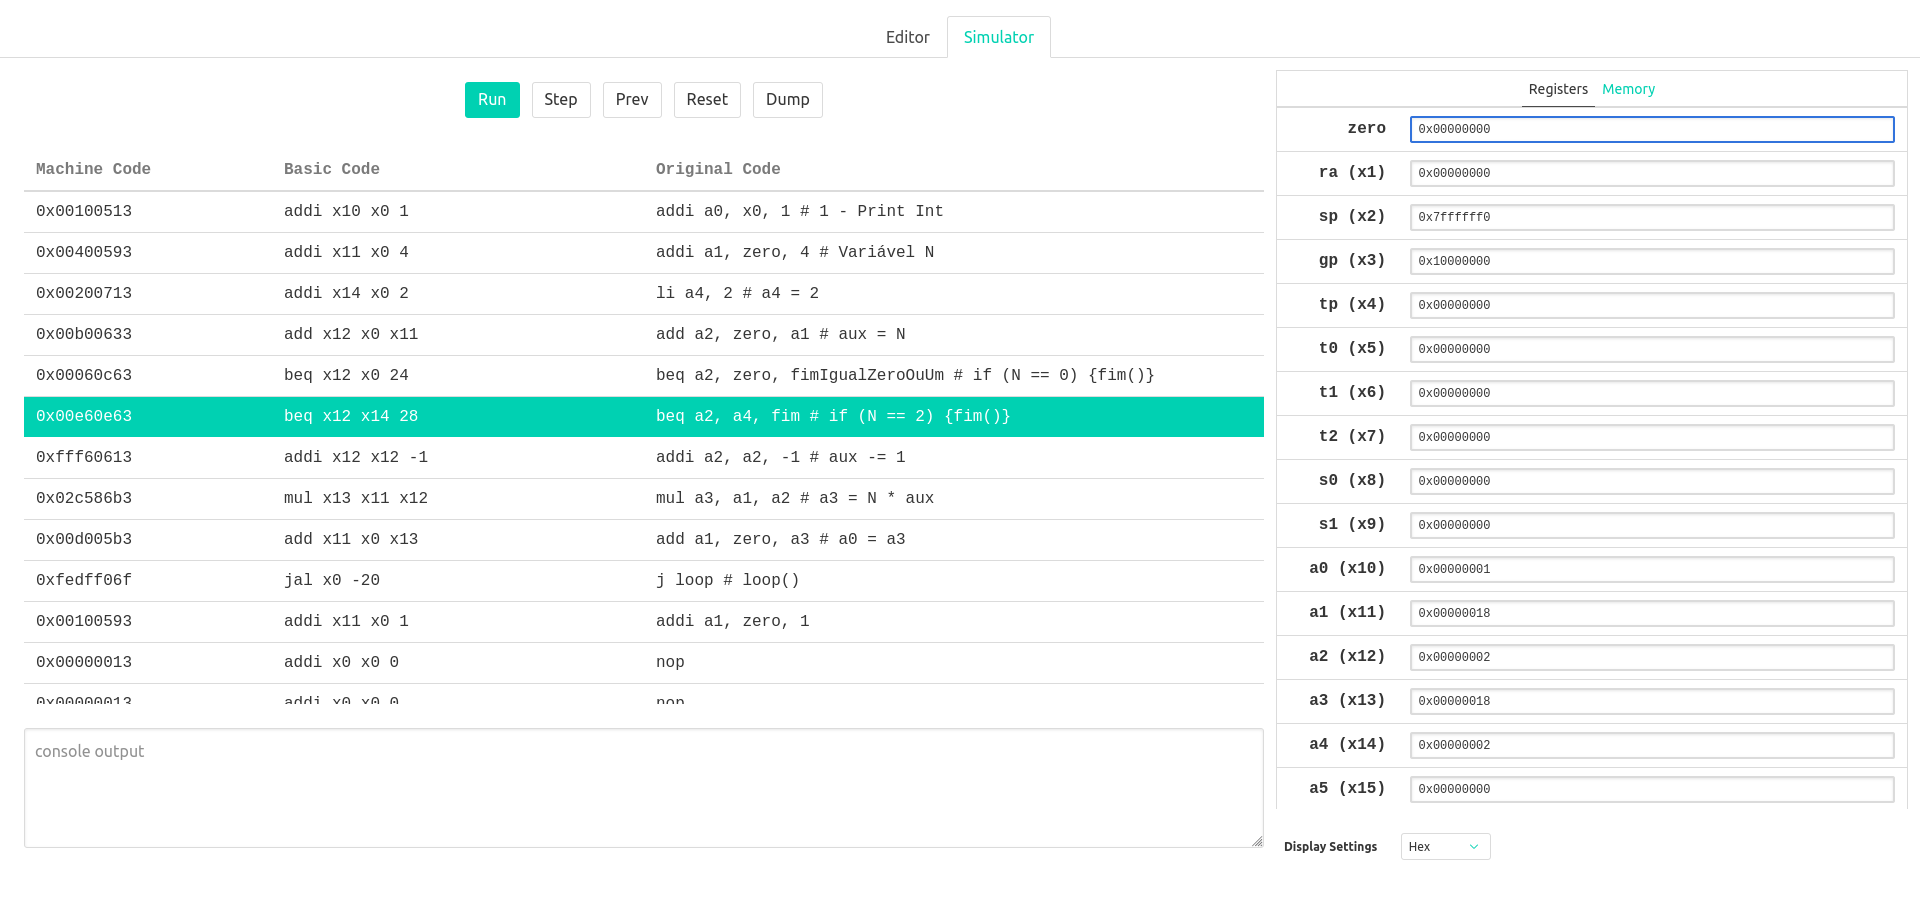 Editor Simulator
Run Step Prev Reset Dump
Machine Code Basic Code Original Code
0x00100513 addi x10 x0 1 addi a0, x0, 1 # 1 - Print Int
0x00400593 addi x11 x0 4 addi a1, zero, 4 # Variável N
0x00200713 addi x14 x0 2 li a4, 2 # a4 = 2
0x00b00633 add x12 x0 x11 add a2, zero, a1 # aux = N
0x00060c63 beq x12 x0 24 beq a2, zero, fimIgualZeroOuUm # if (N == 0) {fim()}
0x00e60e63 beq x12 x14 28 beq a2, a4, fim # if (N == 2) {fim()}
0xfff60613 addi x12 x12 -1 addi a2, a2, -1 # aux -= 1
0x02c586b3 mul x13 x11 x12 mul a3, a1, a2 # a3 = N * aux
0x00d005b3 add x11 x0 x13 add a1, zero, a3 # a0 = a3
0xfedff06f jal x0 -20 j loop # loop()
0x00100593 addi x11 x0 1 addi a1, zero, 1
0x00000013 addi x0 x0 0 nop
0x00000013 addi x0 x0 0 nop
console output
Registers Memory
zero 0x00000000
ra (x1) 0x00000000
sp (x2) 0x7ffffff0
gp (x3) 0x10000000
tp (x4) 0x00000000
t0 (x5) 0x00000000
t1 (x6) 0x00000000
t2 (x7) 0x00000000
s0 (x8) 0x00000000
s1 (x9) 0x00000000
a0 (x10) 0x00000001
a1 (x11) 0x00000018
a2 (x12) 0x00000002
a3 (x13) 0x00000018
a4 (x14) 0x00000002
a5 (x15) 0x00000000
Display Settings Hex